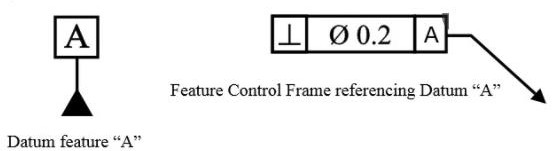 A
⊥ Ø 0.2 A
Feature Control Frame referencing Datum “A”
Datum feature “A”